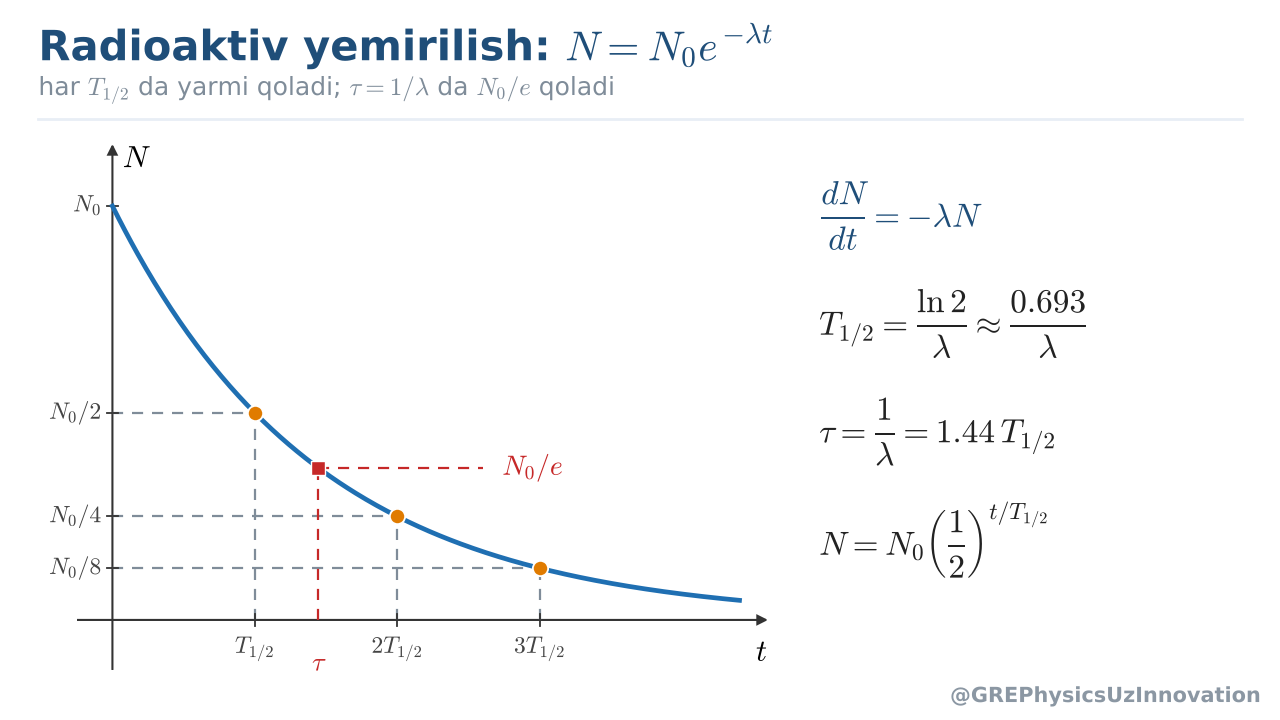 Radioaktiv yemirilish: N = N₀e^{−λt}
har T₁/₂ da yarmi qoladi; τ = 1/λ da N₀/e qoladi
N
N₀
N₀/2
N₀/e
N₀/4
N₀/8
T₁/₂
2T₁/₂
3T₁/₂
τ
t
dN/dt = −λN
T₁/₂ = ln 2/λ ≈ 0.693/λ
τ = 1/λ = 1.44 T₁/₂
N = N₀(1/2)^{t/T₁/₂}
@GREPhysicsUzInnovation